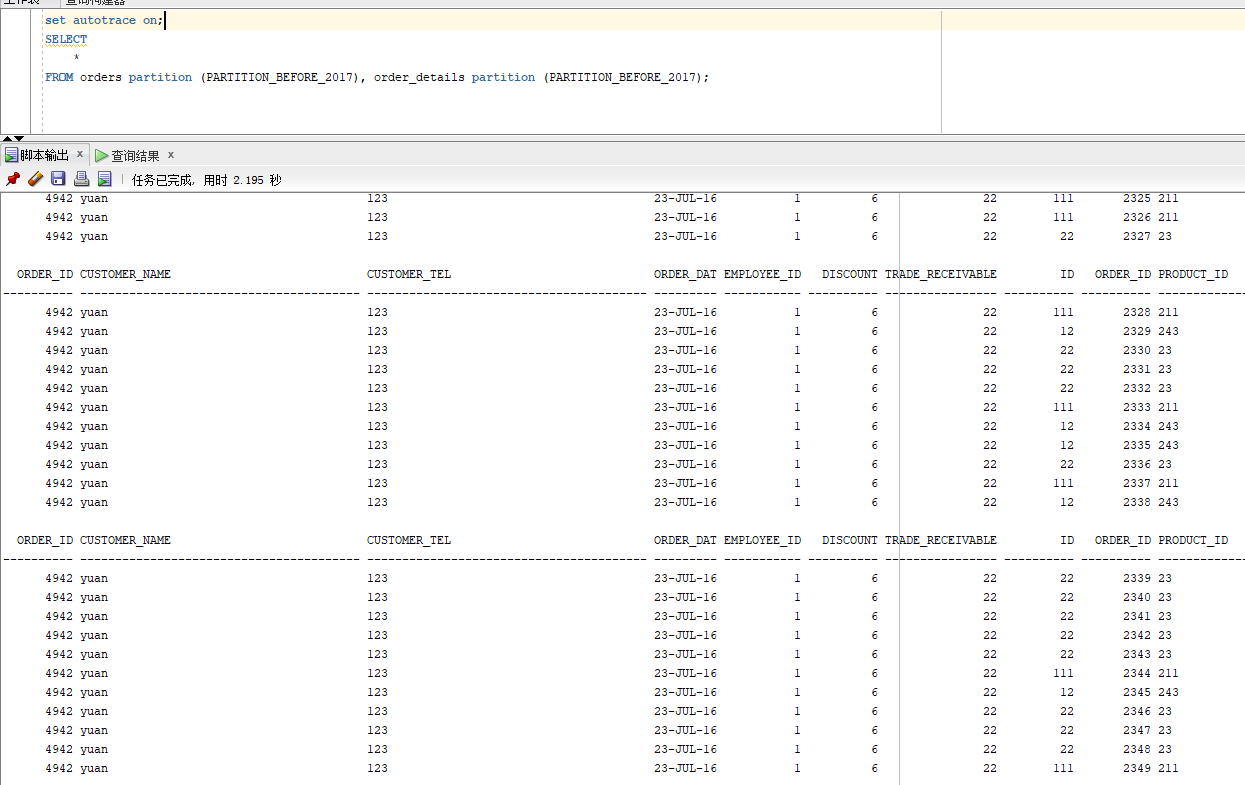 工作表 查询构建器
set autotrace on;
SELECT
*
FROM orders partition (PARTITION_BEFORE_2017), order_details partition (PARTITION_BEFORE_2017);
脚本输出 x 查询结果 x
任务已完成, 用时 2.195 秒
4942 yuan 123 23-JUL-16 1 6 22 111 2325 211
4942 yuan 123 23-JUL-16 1 6 22 111 2326 211
4942 yuan 123 23-JUL-16 1 6 22 22 2327 23
ORDER_ID CUSTOMER_NAME CUSTOMER_TEL ORDER_DAT EMPLOYEE_ID DISCOUNT TRADE_RECEIVABLE ID ORDER_ID PRODUCT_ID
4942 yuan 123 23-JUL-16 1 6 22 111 2328 211
4942 yuan 123 23-JUL-16 1 6 22 12 2329 243
4942 yuan 123 23-JUL-16 1 6 22 22 2330 23
4942 yuan 123 23-JUL-16 1 6 22 22 2331 23
4942 yuan 123 23-JUL-16 1 6 22 22 2332 23
4942 yuan 123 23-JUL-16 1 6 22 111 2333 211
4942 yuan 123 23-JUL-16 1 6 22 12 2334 243
4942 yuan 123 23-JUL-16 1 6 22 12 2335 243
4942 yuan 123 23-JUL-16 1 6 22 22 2336 23
4942 yuan 123 23-JUL-16 1 6 22 111 2337 211
4942 yuan 123 23-JUL-16 1 6 22 12 2338 243
ORDER_ID CUSTOMER_NAME CUSTOMER_TEL ORDER_DAT EMPLOYEE_ID DISCOUNT TRADE_RECEIVABLE ID ORDER_ID PRODUCT_ID
4942 yuan 123 23-JUL-16 1 6 22 22 2339 23
4942 yuan 123 23-JUL-16 1 6 22 22 2340 23
4942 yuan 123 23-JUL-16 1 6 22 22 2341 23
4942 yuan 123 23-JUL-16 1 6 22 22 2342 23
4942 yuan 123 23-JUL-16 1 6 22 22 2343 23
4942 yuan 123 23-JUL-16 1 6 22 111 2344 211
4942 yuan 123 23-JUL-16 1 6 22 12 2345 243
4942 yuan 123 23-JUL-16 1 6 22 22 2346 23
4942 yuan 123 23-JUL-16 1 6 22 22 2347 23
4942 yuan 123 23-JUL-16 1 6 22 22 2348 23
4942 yuan 123 23-JUL-16 1 6 22 111 2349 211